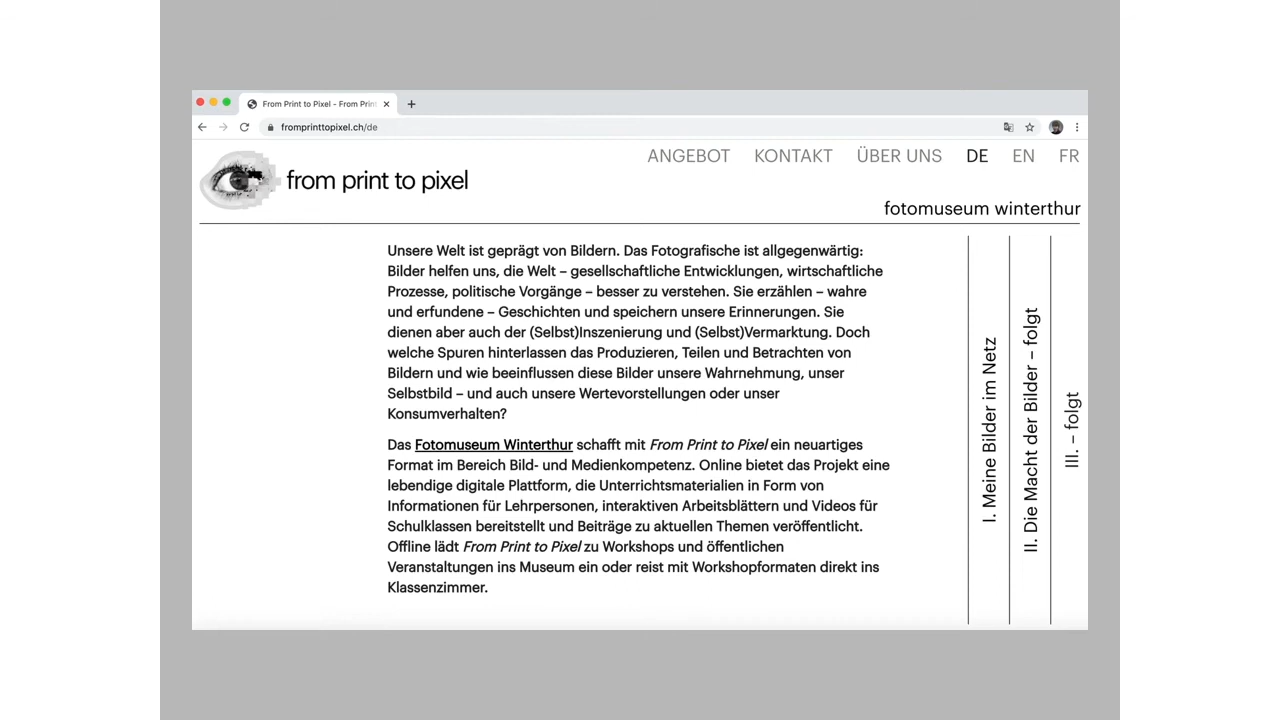 From Print to Pixel - From Prin
fromprinttopixel.ch/de
ANGEBOT KONTAKT ÜBER UNS DE EN FR
from print to pixel
fotomuseum winterthur
Unsere Welt ist geprägt von Bildern. Das Fotografische ist allgegenwärtig:
Bilder helfen uns, die Welt – gesellschaftliche Entwicklungen, wirtschaftliche
Prozesse, politische Vorgänge – besser zu verstehen. Sie erzählen – wahre
und erfundene – Geschichten und speichern unsere Erinnerungen. Sie
dienen aber auch der (Selbst)Inszenierung und (Selbst)Vermarktung. Doch
welche Spuren hinterlassen das Produzieren, Teilen und Betrachten von
Bildern und wie beeinflussen diese Bilder unsere Wahrnehmung, unser
Selbstbild – und auch unsere Wertevorstellungen oder unser
Konsumverhalten?
Das Fotomuseum Winterthur schafft mit From Print to Pixel ein neuartiges
Format im Bereich Bild- und Medienkompetenz. Online bietet das Projekt eine
lebendige digitale Plattform, die Unterrichtsmaterialien in Form von
Informationen für Lehrpersonen, interaktiven Arbeitsblättern und Videos für
Schulklassen bereitstellt und Beiträge zu aktuellen Themen veröffentlicht.
Offline lädt From Print to Pixel zu Workshops und öffentlichen
Veranstaltungen ins Museum ein oder reist mit Workshopformaten direkt ins
Klassenzimmer.
I. Meine Bilder im Netz
II. Die Macht der Bilder – folgt
III. – folgt